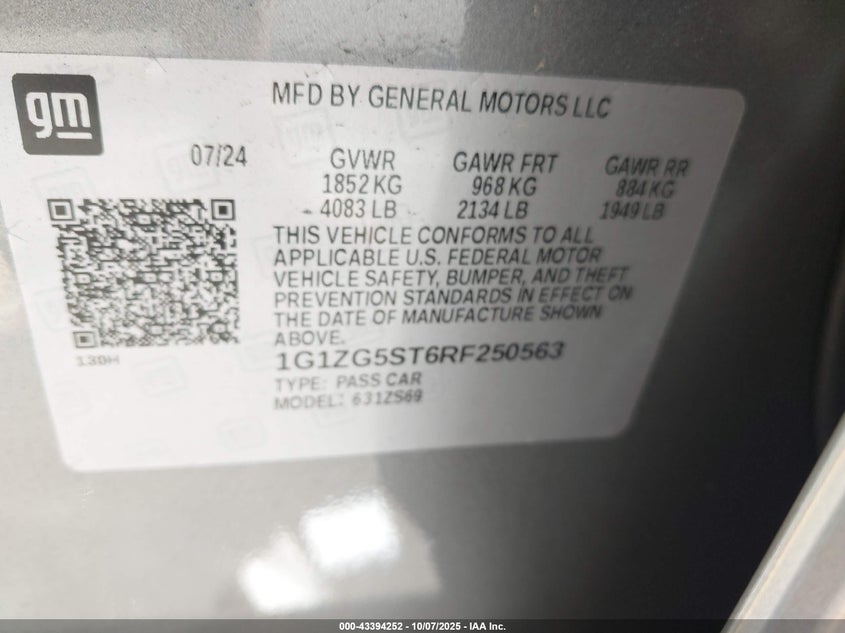 gm
MFD BY GENERAL MOTORS LLC
07/24 GVWR GAWR FRT GAWR RR
1852 KG 968 KG 884 KG
4083 LB 2134 LB 1949 LB
THIS VEHICLE CONFORMS TO ALL
APPLICABLE U.S. FEDERAL MOTOR
VEHICLE SAFETY, BUMPER, AND THEFT
PREVENTION STANDARDS IN EFFECT ON
THE DATE OF MANUFACTURE SHOWN
ABOVE.
130H
1G1ZG5ST6RF250563
TYPE: PASS CAR
MODEL: 631ZS69
000-43394252 | 10/07/2025 - IAA Inc.